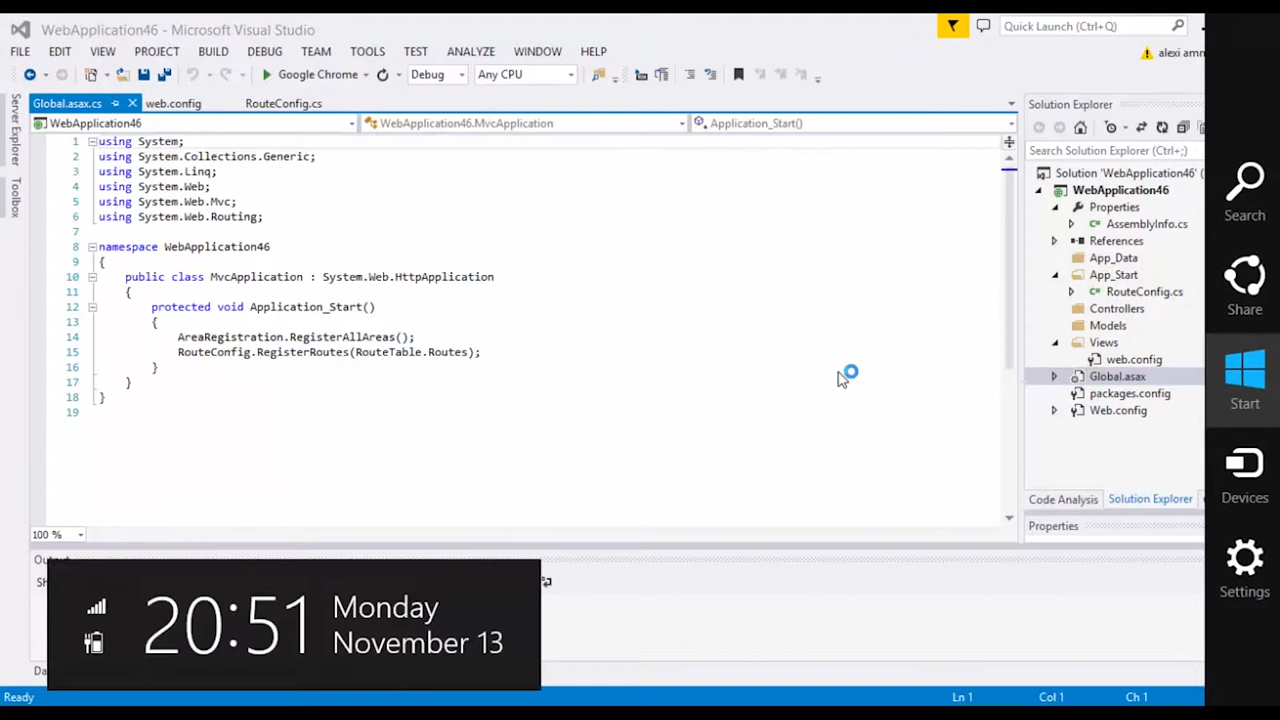 WebApplication46 - Microsoft Visual Studio
Quick Launch (Ctrl+Q)
FILE EDIT VIEW PROJECT BUILD DEBUG TEAM TOOLS TEST ANALYZE WINDOW HELP
alexi amn
Google Chrome Debug Any CPU
Server Explorer
Toolbox
Global.asax.cs web.config RouteConfig.cs
WebApplication46 WebApplication46.MvcApplication Application_Start()
1 using System;
2 using System.Collections.Generic;
3 using System.Linq;
4 using System.Web;
5 using System.Web.Mvc;
6 using System.Web.Routing;
7
8 namespace WebApplication46
9 {
10 public class MvcApplication : System.Web.HttpApplication
11 {
12 protected void Application_Start()
13 {
14 AreaRegistration.RegisterAllAreas();
15 RouteConfig.RegisterRoutes(RouteTable.Routes);
16 }
17 }
18 }
19
100 %
Solution Explorer
Search Solution Explorer (Ctrl+;)
Solution 'WebApplication46' (
WebApplication46
Properties
AssemblyInfo.cs
References
App_Data
App_Start
RouteConfig.cs
Controllers
Models
Views
web.config
Global.asax
packages.config
Web.config
Code Analysis Solution Explorer
Properties
Search
Share
Start
Devices
Settings
20:51 Monday
November 13
Ready Ln 1 Col 1 Ch 1